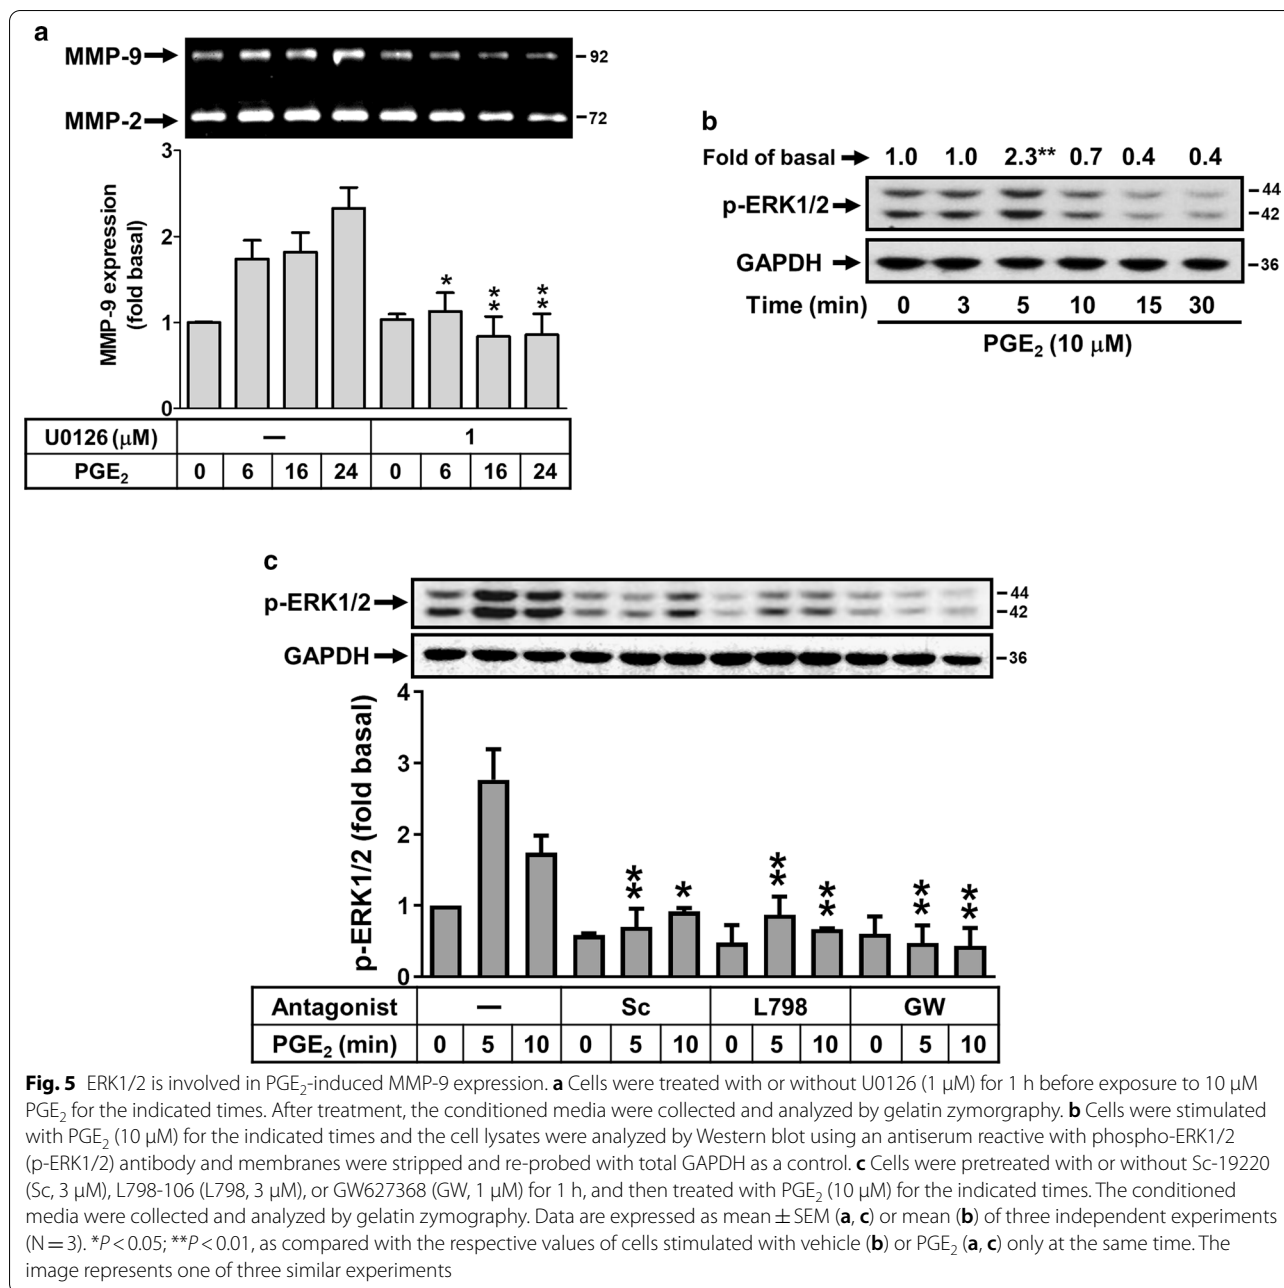 a
MMP-9
92
MMP-2
72
3
2
1
0
MMP-9 expression
(fold basal)
*
**
**
U0126 (μM) — 1
PGE₂ 0 6 16 24 0 6 16 24
b
Fold of basal 1.0 1.0 2.3** 0.7 0.4 0.4
p-ERK1/2
44
42
GAPDH
36
Time (min) 0 3 5 10 15 30
PGE₂ (10 μM)
c
p-ERK1/2
44
42
GAPDH
36
4
3
2
1
0
p-ERK1/2 (fold basal)
**
*
**
**
**
**
Antagonist — Sc L798 GW
PGE₂ (min) 0 5 10 0 5 10 0 5 10 0 5 10
Fig. 5 ERK1/2 is involved in PGE₂-induced MMP-9 expression. a Cells were treated with or without U0126 (1 μM) for 1 h before exposure to 10 μM
PGE₂ for the indicated times. After treatment, the conditioned media were collected and analyzed by gelatin zymorgraphy. b Cells were stimulated
with PGE₂ (10 μM) for the indicated times and the cell lysates were analyzed by Western blot using an antiserum reactive with phospho-ERK1/2
(p-ERK1/2) antibody and membranes were stripped and re-probed with total GAPDH as a control. c Cells were pretreated with or without Sc-19220
(Sc, 3 μM), L798-106 (L798, 3 μM), or GW627368 (GW, 1 μM) for 1 h, and then treated with PGE₂ (10 μM) for the indicated times. The conditioned
media were collected and analyzed by gelatin zymography. Data are expressed as mean ± SEM (a, c) or mean (b) of three independent experiments
(N = 3). *P < 0.05; **P < 0.01, as compared with the respective values of cells stimulated with vehicle (b) or PGE₂ (a, c) only at the same time. The
image represents one of three similar experiments